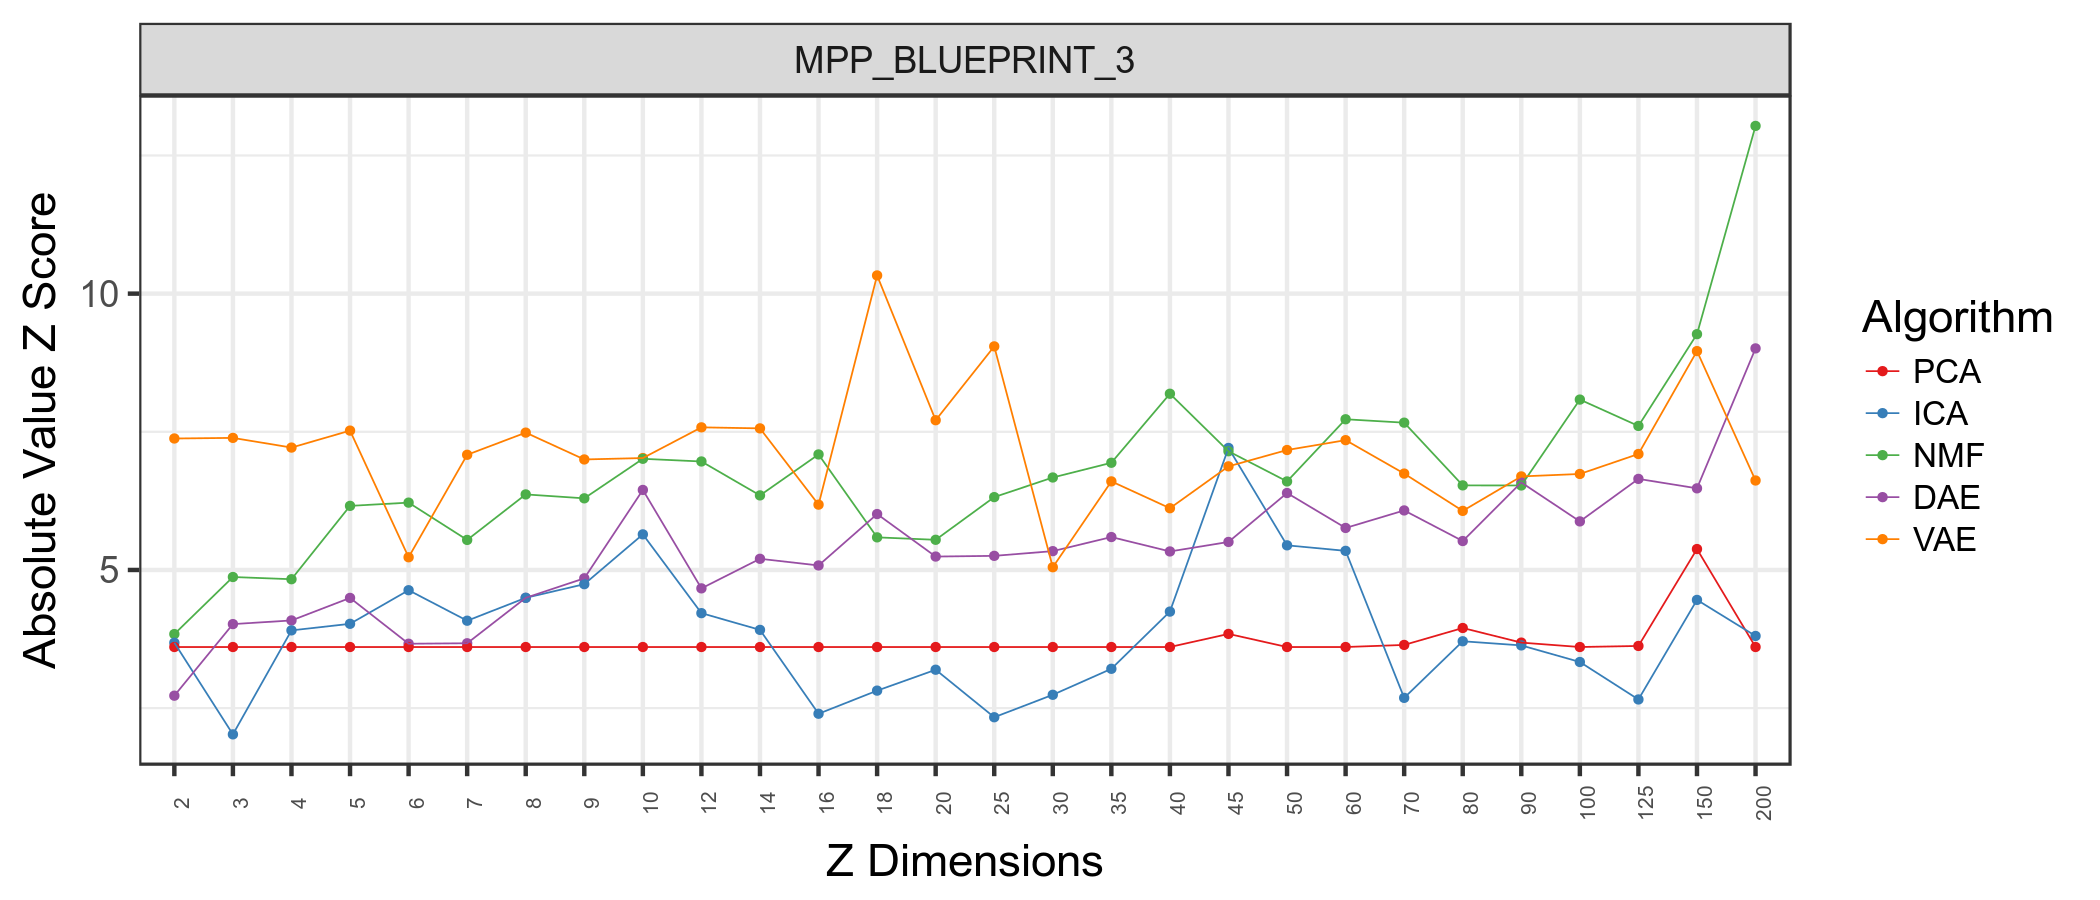 MPP_BLUEPRINT_3
Absolute Value Z Score
10
5
2 3 4 5 6 7 8 9 10 12 14 16 18 20 25 30 35 40 45 50 60 70 80 90 100 125 150 200
Z Dimensions
Algorithm
PCA
ICA
NMF
DAE
VAE